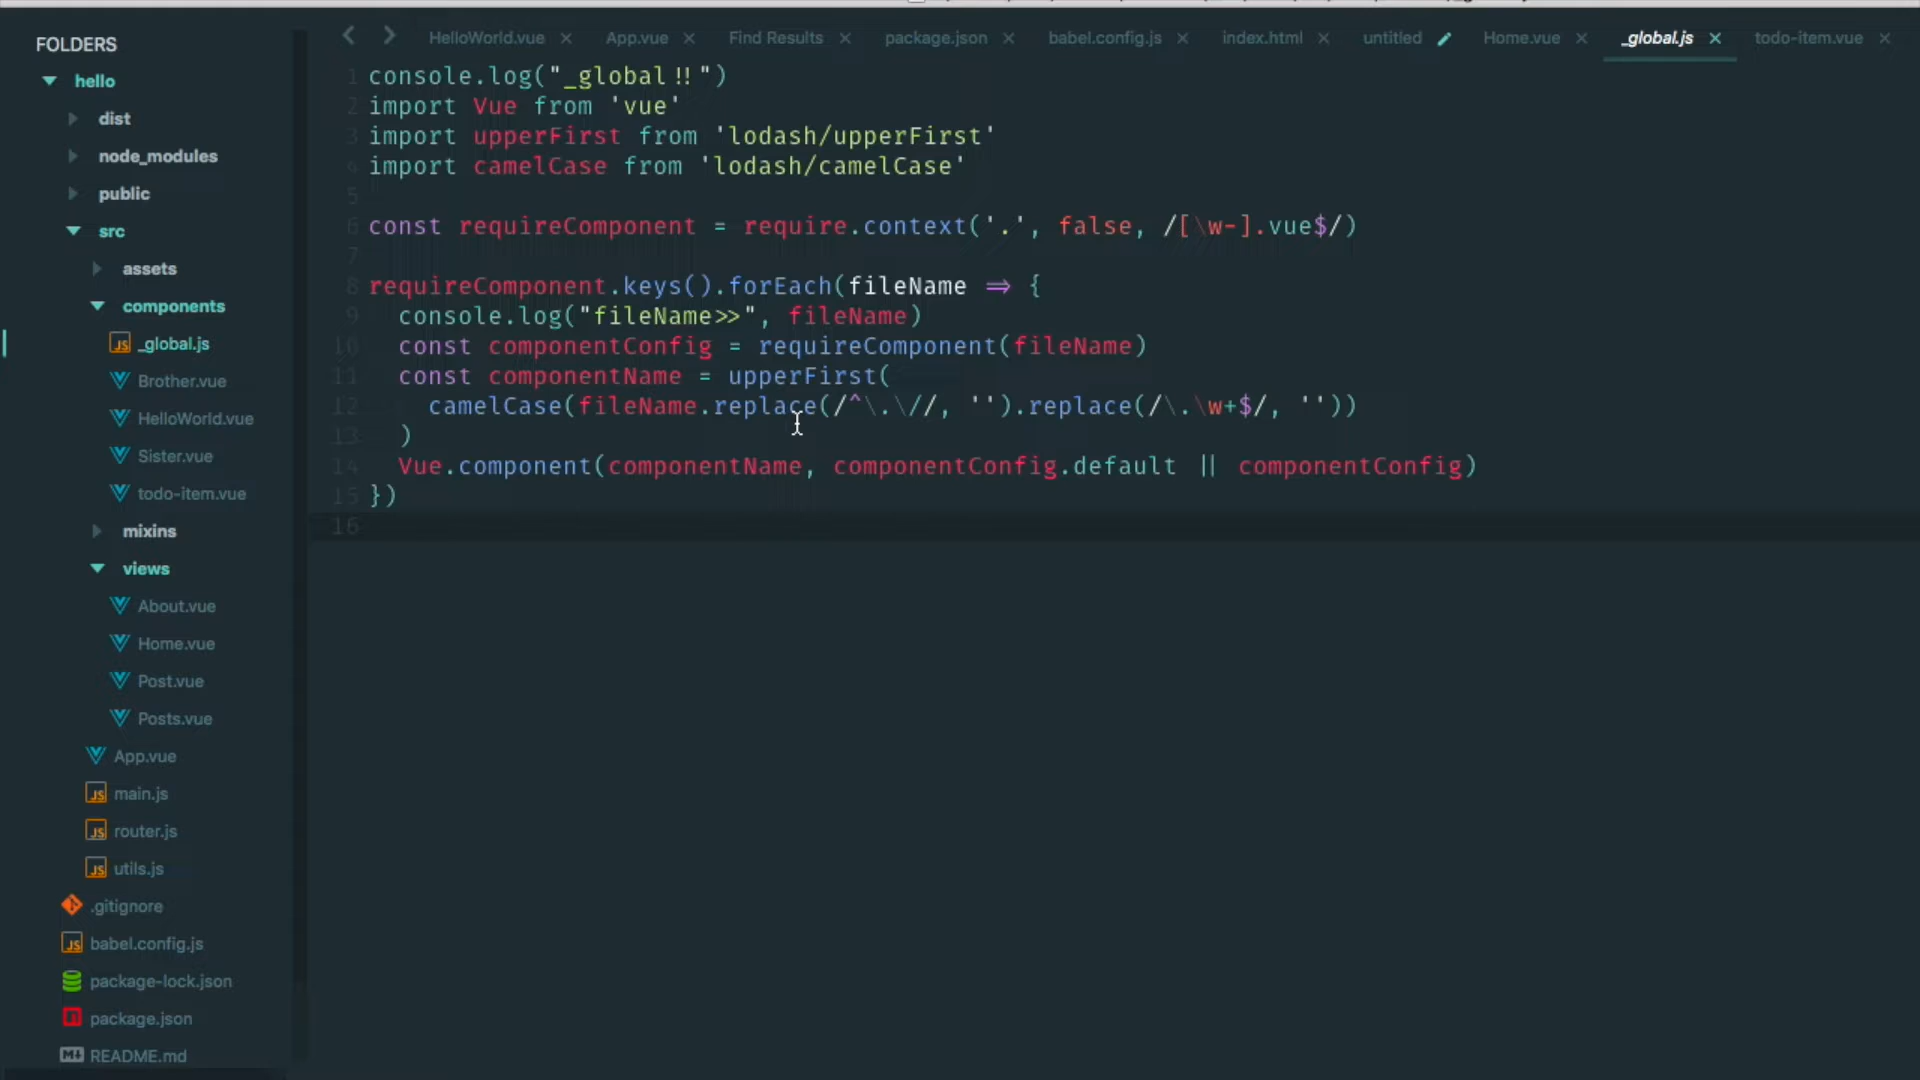 FOLDERS
hello
dist
node_modules
public
src
assets
components
_global.js
Brother.vue
HelloWorld.vue
Sister.vue
todo-item.vue
mixins
views
About.vue
Home.vue
Post.vue
Posts.vue
App.vue
main.js
router.js
utils.js
.gitignore
babel.config.js
package-lock.json
package.json
README.md
HelloWorld.vue App.vue Find Results package.json babel.config.js index.html untitled Home.vue _global.js todo-item.vue
1 console.log("_global!!")
2 import Vue from 'vue'
3 import upperFirst from 'lodash/upperFirst'
4 import camelCase from 'lodash/camelCase'
5
6 const requireComponent = require.context('.', false, /[\w-].vue$/)
7
8 requireComponent.keys().forEach(fileName => {
9 console.log("fileName>>", fileName)
10 const componentConfig = requireComponent(fileName)
11 const componentName = upperFirst(
12 camelCase(fileName.replace(/^\.\//, '').replace(/\.\w+$/, ''))
13 )
14 Vue.component(componentName, componentConfig.default || componentConfig)
15 })
16